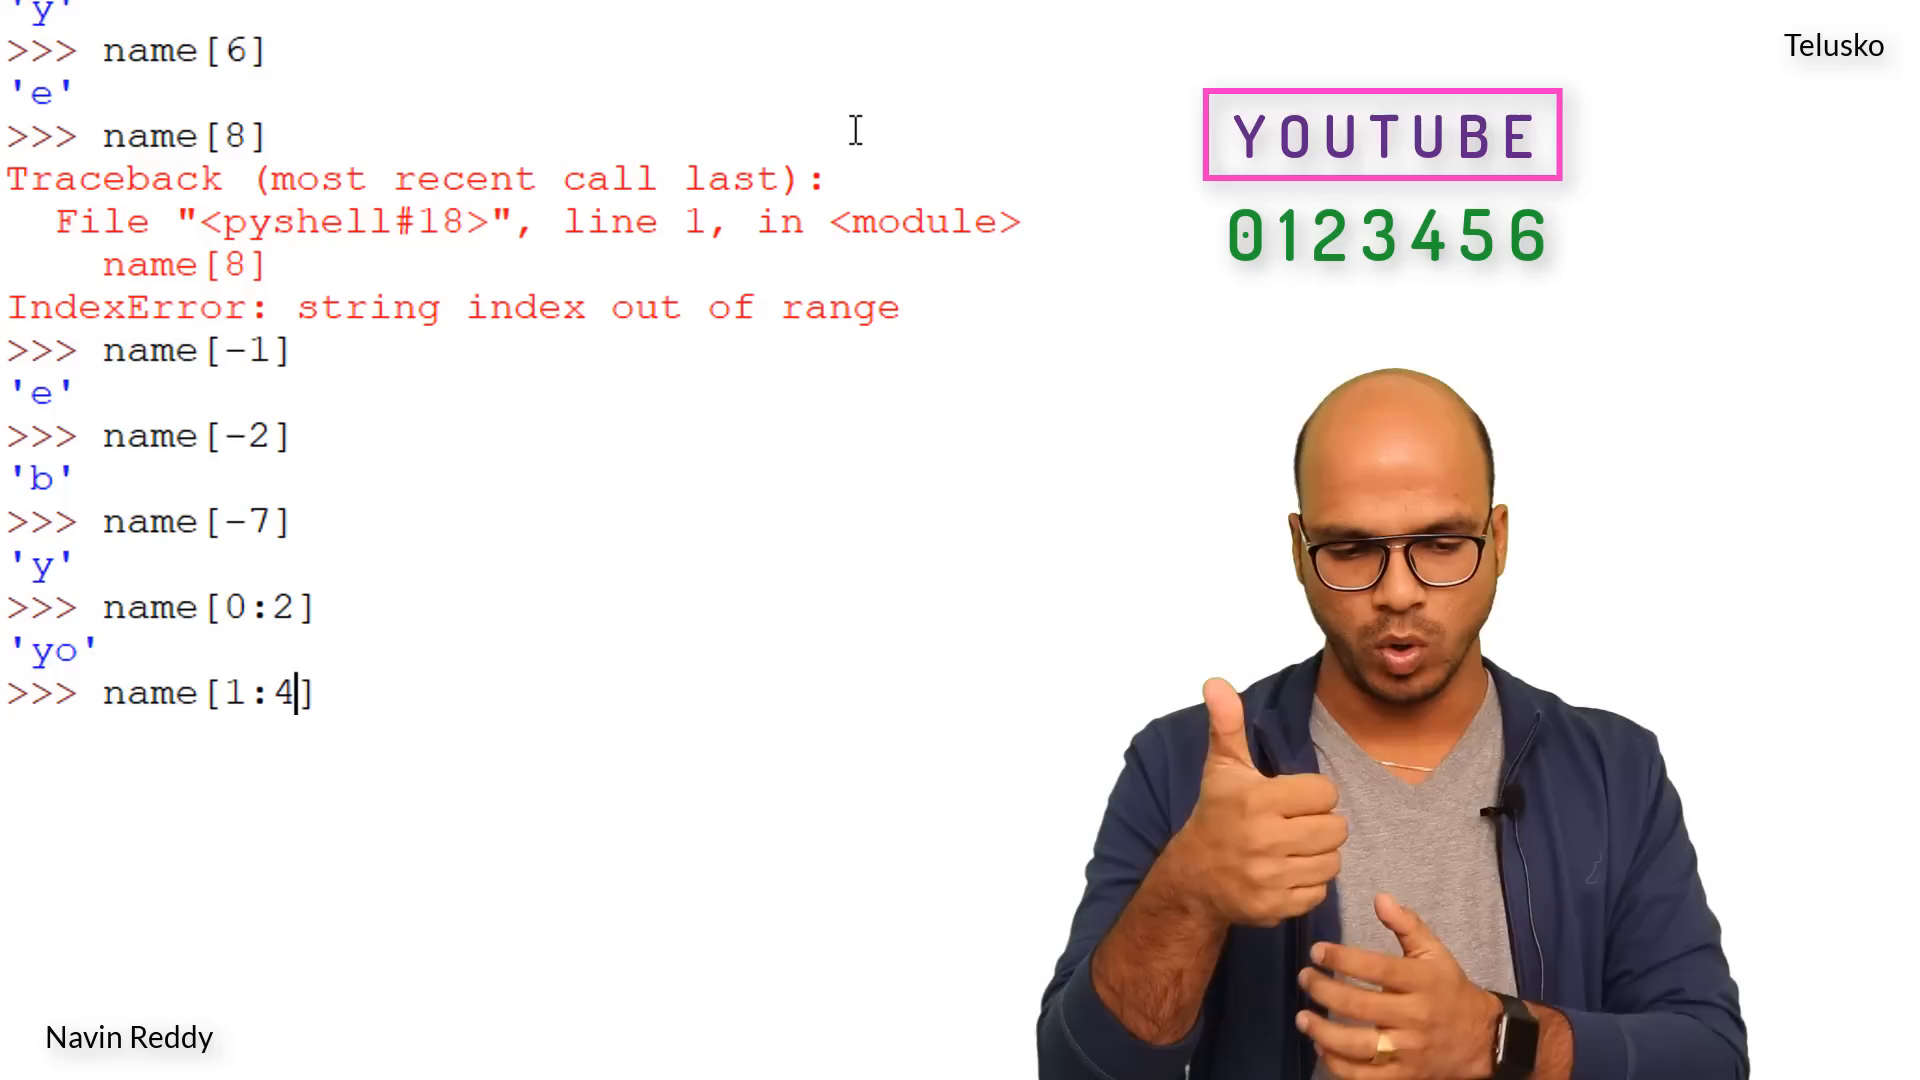 'y'
>>> name[6]
'e'
>>> name[8]
Traceback (most recent call last):
  File "<pyshell#18>", line 1, in <module>
    name[8]
IndexError: string index out of range
>>> name[-1]
'e'
>>> name[-2]
'b'
>>> name[-7]
'y'
>>> name[0:2]
'yo'
>>> name[1:4]
Telusko
YOUTUBE
0123456
Navin Reddy